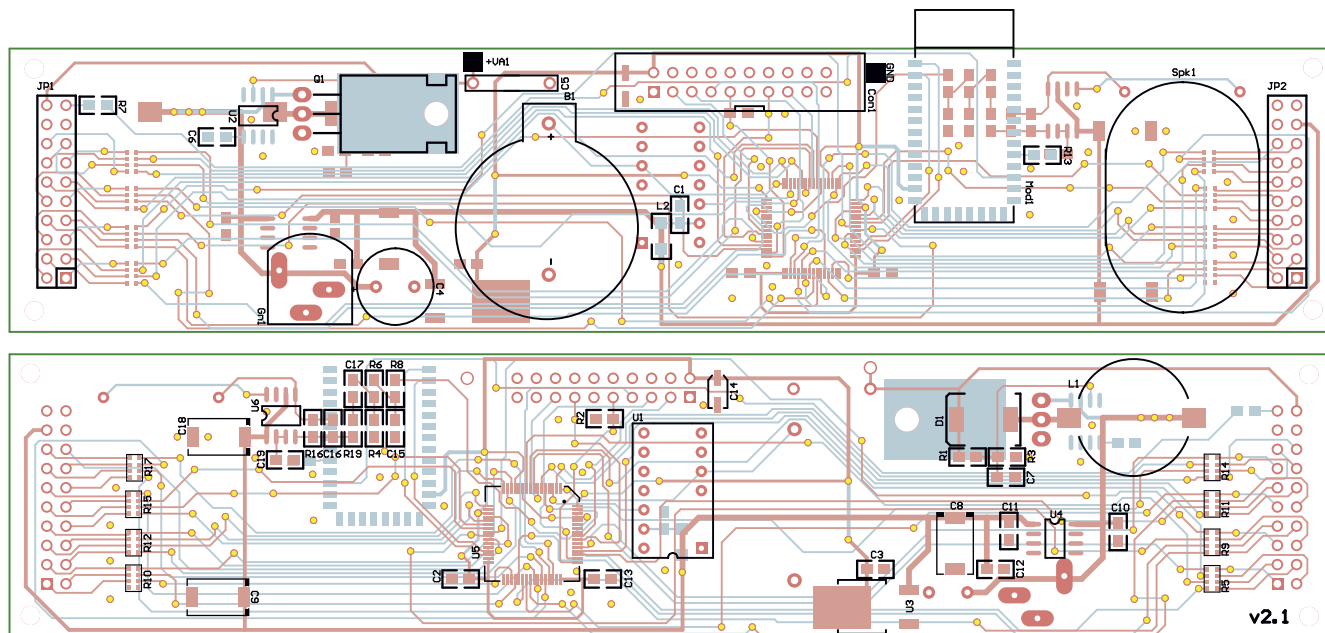 JP1
R7
C6
U2
Q1
+VA1
C5
B1
+
-
GND
Con1
Mod1
R13
Spk1
JP2
C1
L2
Gn1
+
C4
C17
R6
R8
U6
C18
C19
R16
C16
R19
R4
C15
R17
R15
R12
R10
C9
C2
U5
C13
R2
U1
C14
D1
R1
R3
C7
L1
C8
C11
U4
C10
C12
C3
U3
R14
R11
R9
R5
v2.1